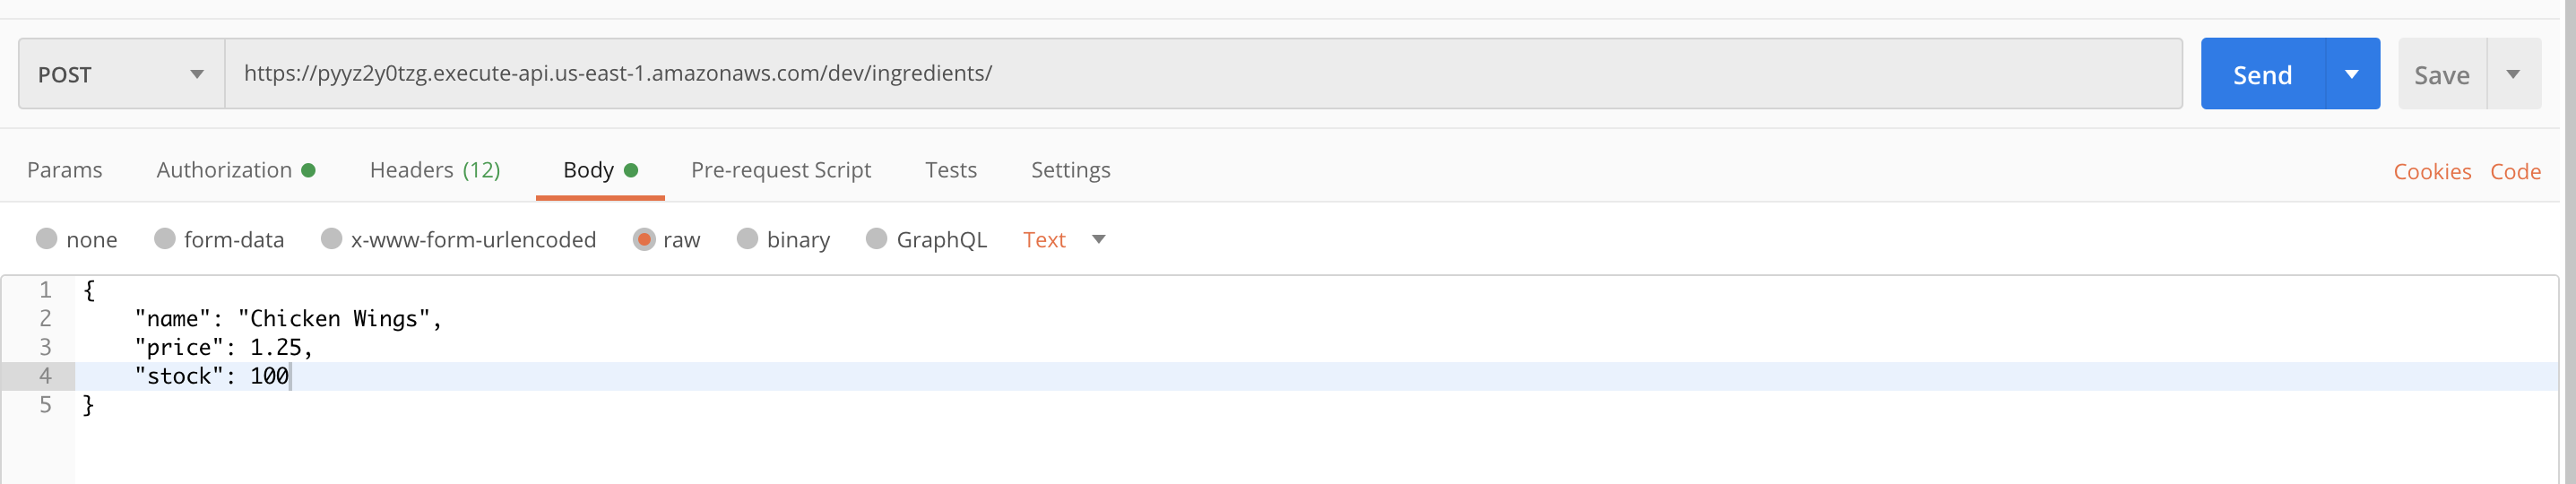 POST https://pyyz2y0tzg.execute-api.us-east-1.amazonaws.com/dev/ingredients/ Send Save
Params Authorization Headers (12) Body Pre-request Script Tests Settings Cookies Code
none form-data x-www-form-urlencoded raw binary GraphQL Text
1 {
2 "name": "Chicken Wings",
3 "price": 1.25,
4 "stock": 100
5 }